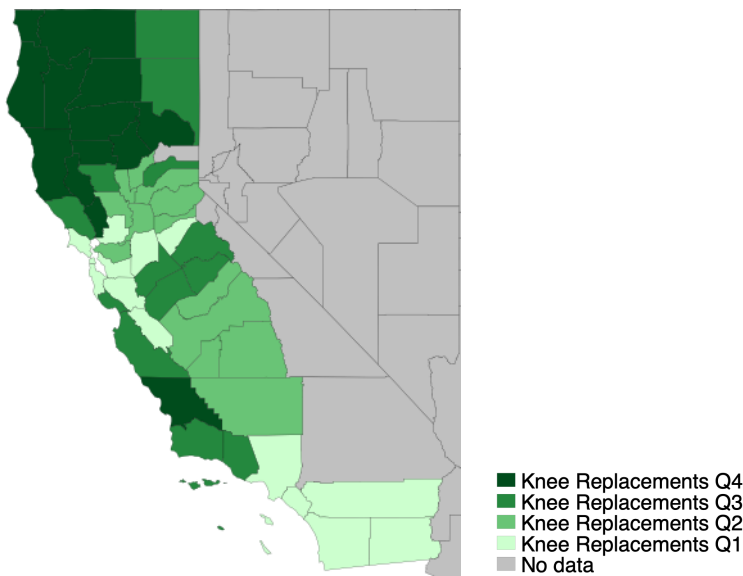 Knee Replacements Q4
Knee Replacements Q3
Knee Replacements Q2
Knee Replacements Q1
No data